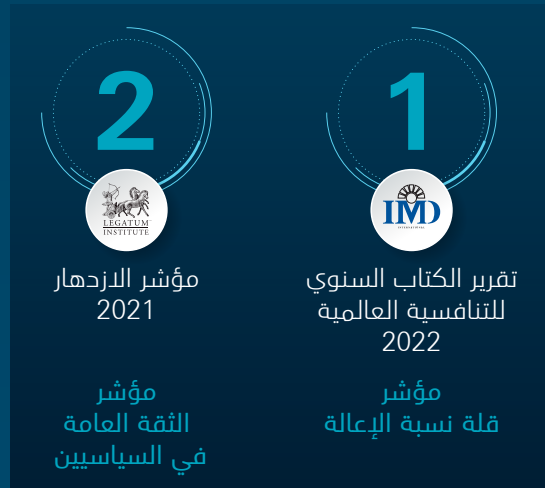 1
IMD
تقرير الكتاب السنوي
للتنافسية العالمية
2022
مؤشر
قلة نسبة الإعالة
2
LEGATUM
INSTITUTE
مؤشر الازدهار
2021
مؤشر
الثقة العامة
في السياسيين